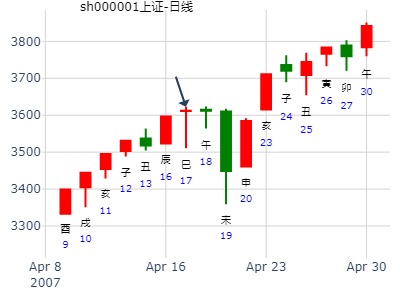 sh000001上证-日线
3800
3700
3600
3500
3400
3300
酉
9
戌
10
亥
11
子
12
丑
13
辰
16
巳
17
午
18
未
19
申
20
亥
23
子
24
丑
25
寅
26
卯
27
午
30
Apr 8
2007
Apr 16
Apr 23
Apr 30